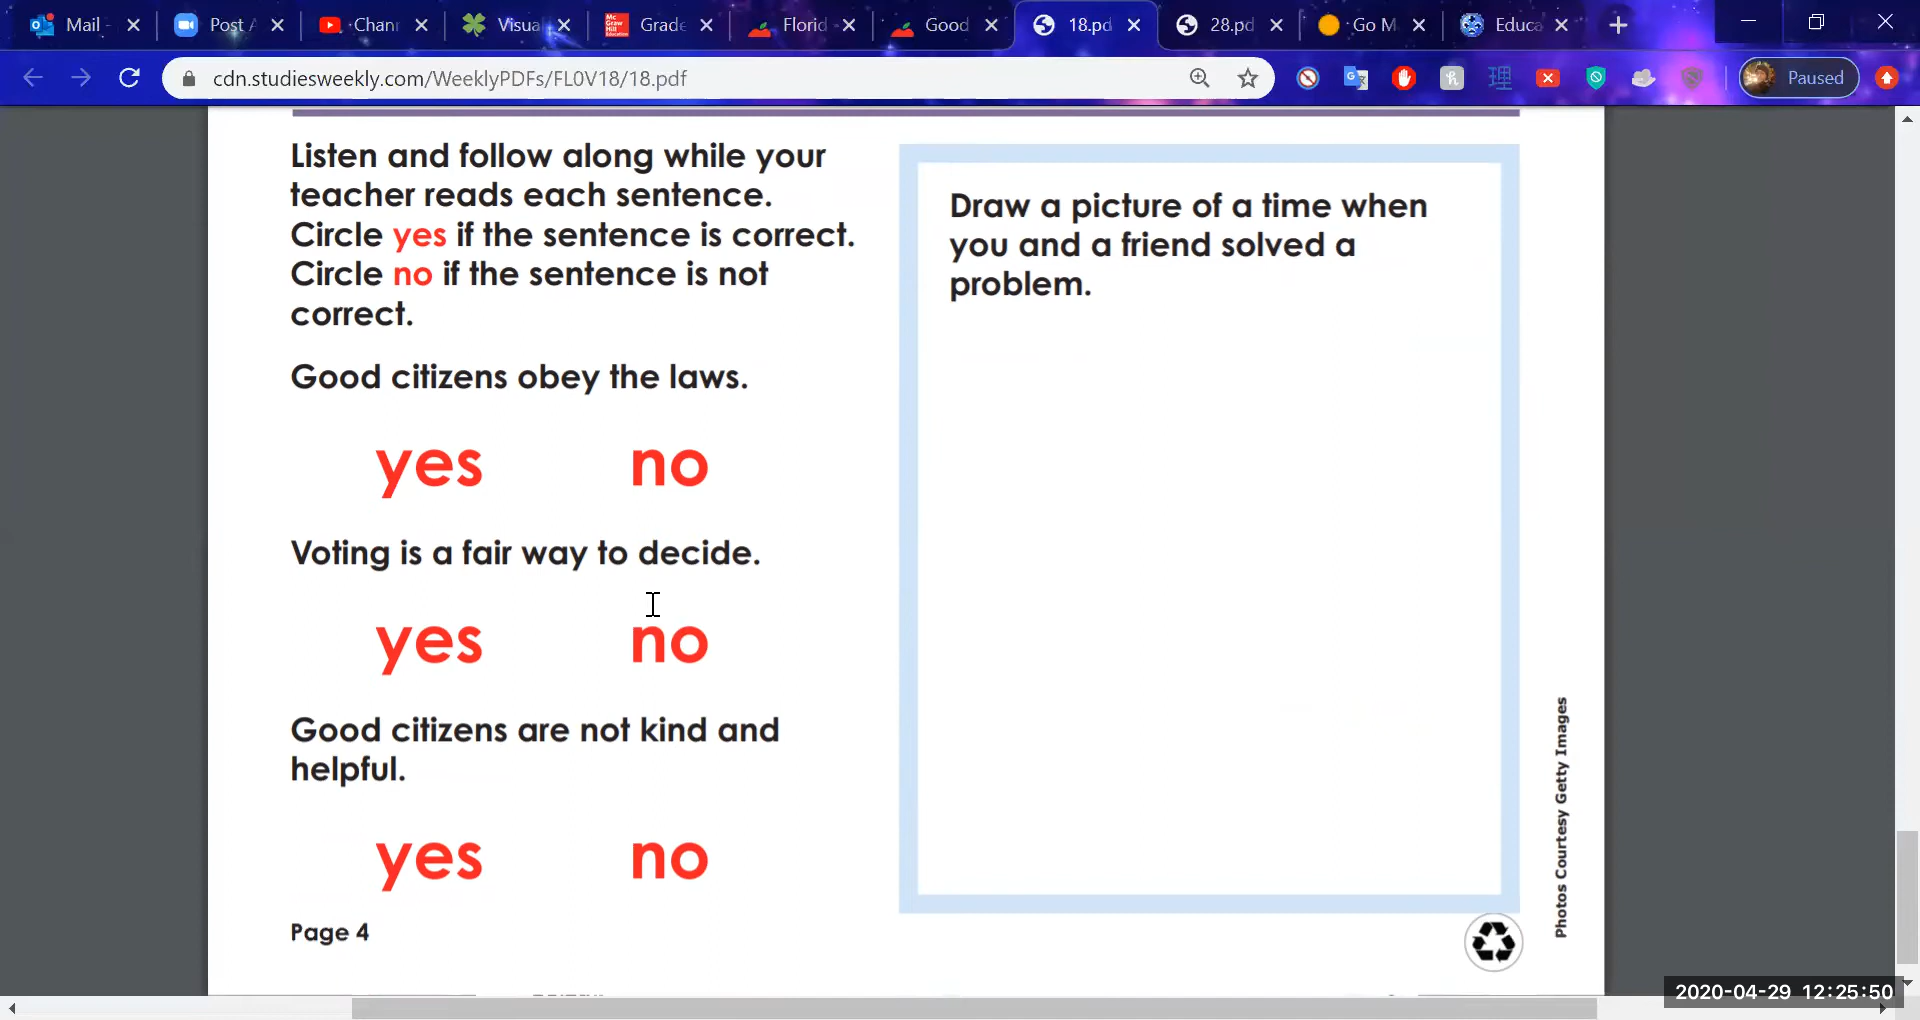 Mail -
Post A
Chann
Visua
Grade
Florid
Good
18.pd
28.pd
Go M
Educa
cdn.studiesweekly.com/WeeklyPDFs/FL0V18/18.pdf
Paused
Listen and follow along while your
teacher reads each sentence.
Circle yes if the sentence is correct.
Circle no if the sentence is not
correct.
Good citizens obey the laws.
yes no
Voting is a fair way to decide.
yes no
Good citizens are not kind and
helpful.
yes no
Page 4
Draw a picture of a time when
you and a friend solved a
problem.
Photos Courtesy Getty Images
2020-04-29 12:25:50